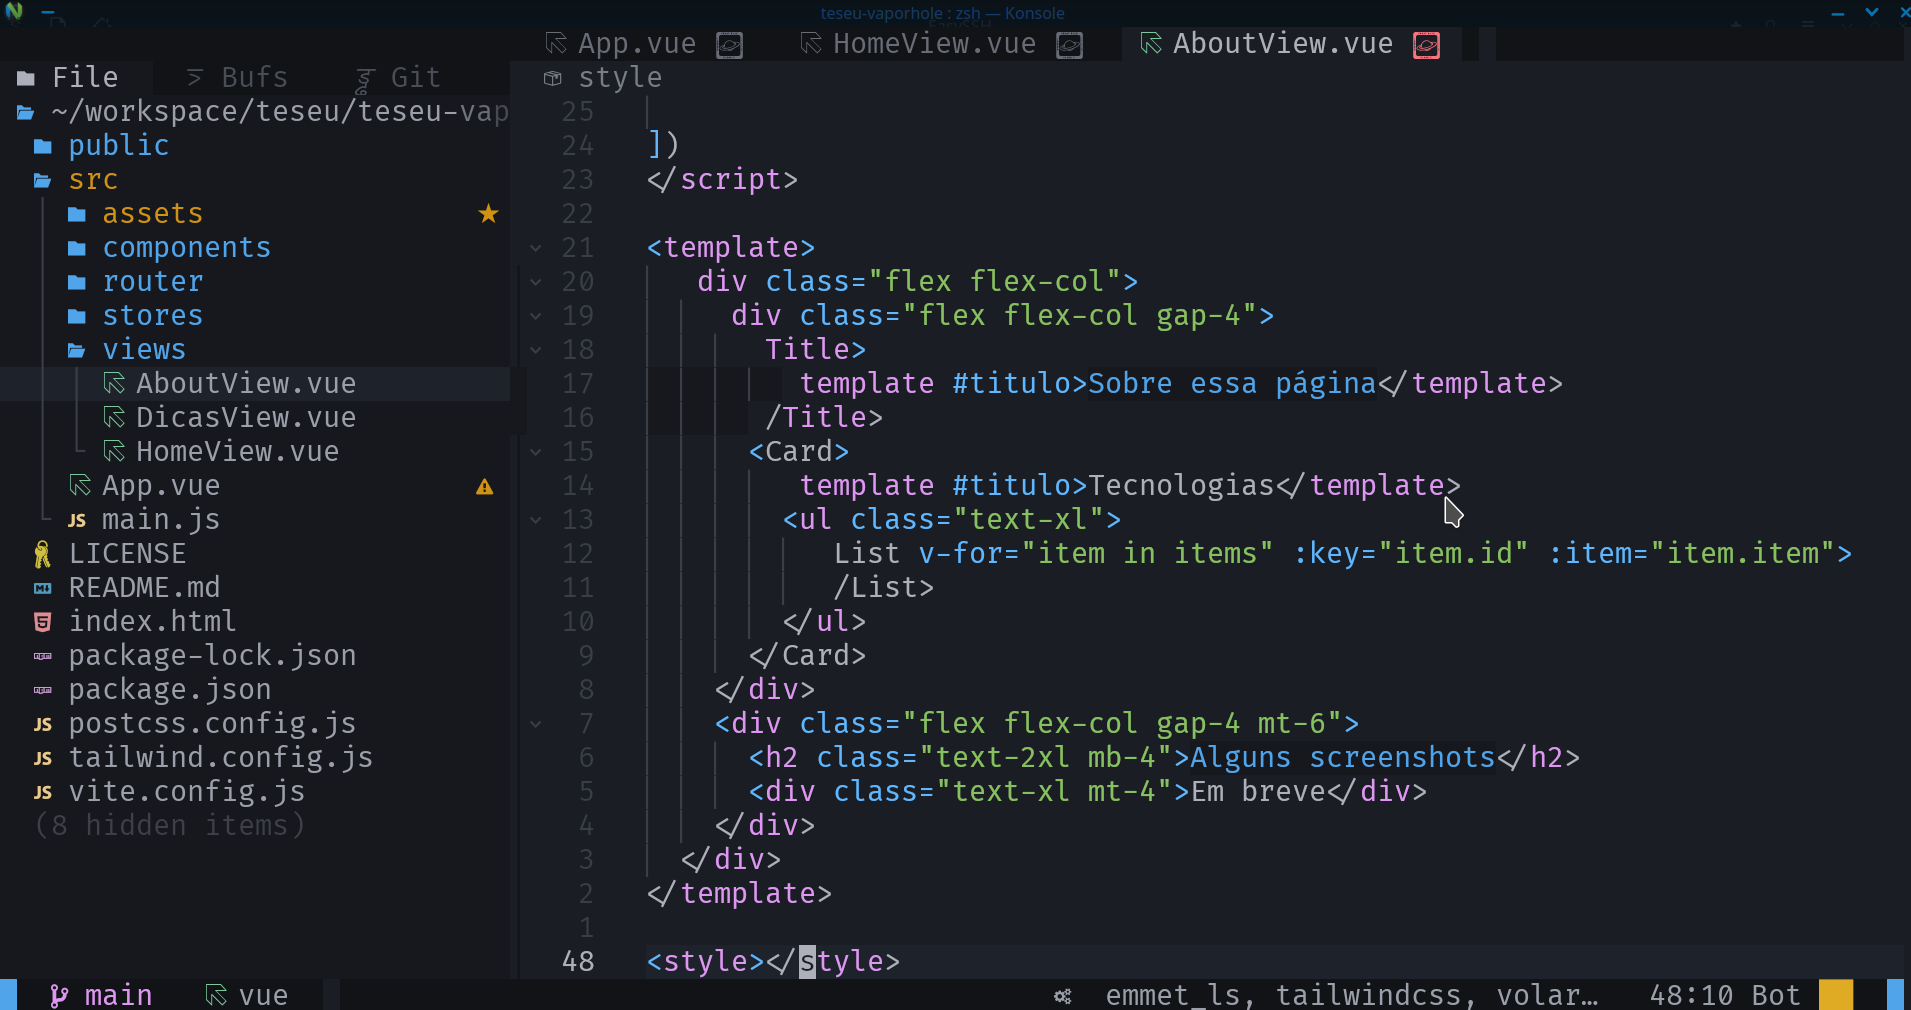 teseu-vaporhole : zsh — Konsole
App.vue HomeView.vue AboutView.vue
File Bufs Git
style
~/workspace/teseu/teseu-vap
public
src
assets
components
router
stores
views
AboutView.vue
DicasView.vue
HomeView.vue
App.vue
JS main.js
LICENSE
README.md
index.html
package-lock.json
package.json
JS postcss.config.js
JS tailwind.config.js
JS vite.config.js
(8 hidden items)
25
24 ])
23 </script>
22
21 <template>
20 div class="flex flex-col">
19 div class="flex flex-col gap-4">
18 Title>
17 template #titulo>Sobre essa página</template>
16 /Title>
15 <Card>
14 template #titulo>Tecnologias</template>
13 <ul class="text-xl">
12 List v-for="item in items" :key="item.id" :item="item.item">
11 /List>
10 </ul>
9 </Card>
8 </div>
7 <div class="flex flex-col gap-4 mt-6">
6 <h2 class="text-2xl mb-4">Alguns screenshots</h2>
5 <div class="text-xl mt-4">Em breve</div>
4 </div>
3 </div>
2 </template>
1
48 <style></style>
main vue emmet_ls, tailwindcss, volar… 48:10 Bot